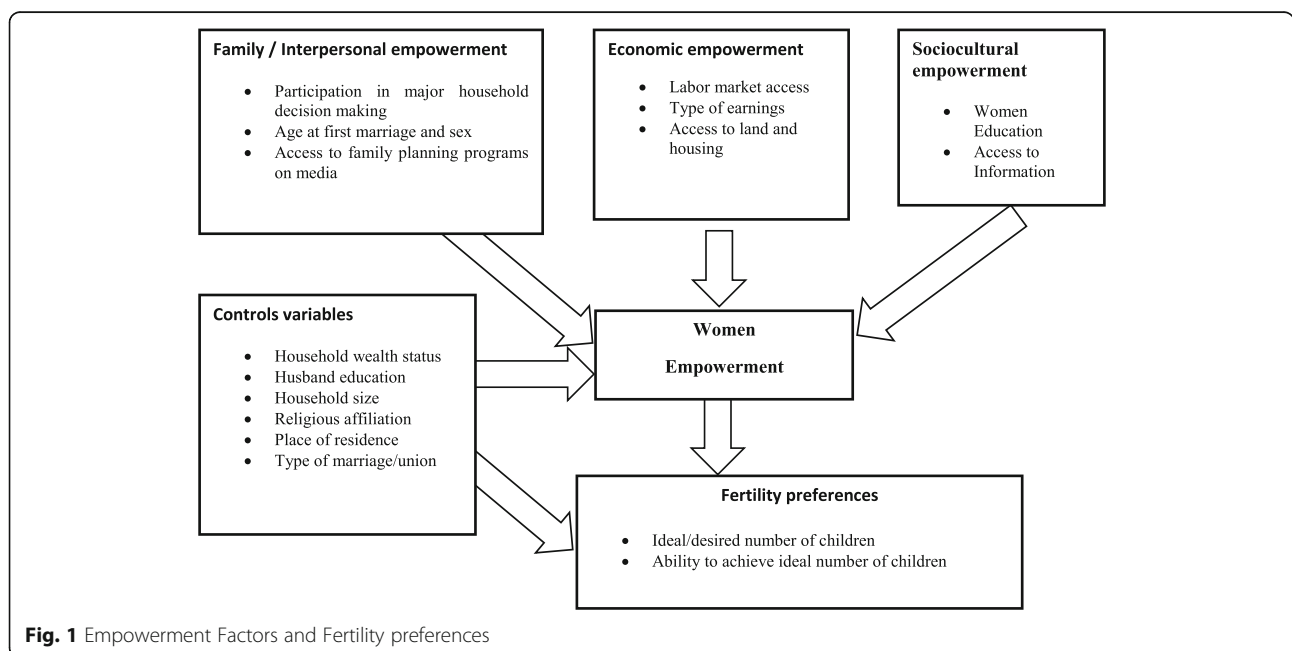 Family / Interpersonal empowerment
• Participation in major household
decision making
• Age at first marriage and sex
• Access to family planning programs
on media
Economic empowerment
• Labor market access
• Type of earnings
• Access to land and
housing
Sociocultural
empowerment
• Women
Education
• Access to
Information
Controls variables
• Household wealth status
• Husband education
• Household size
• Religious affiliation
• Place of residence
• Type of marriage/union
Women
Empowerment
Fertility preferences
• Ideal/desired number of children
• Ability to achieve ideal number of children
Fig. 1 Empowerment Factors and Fertility preferences